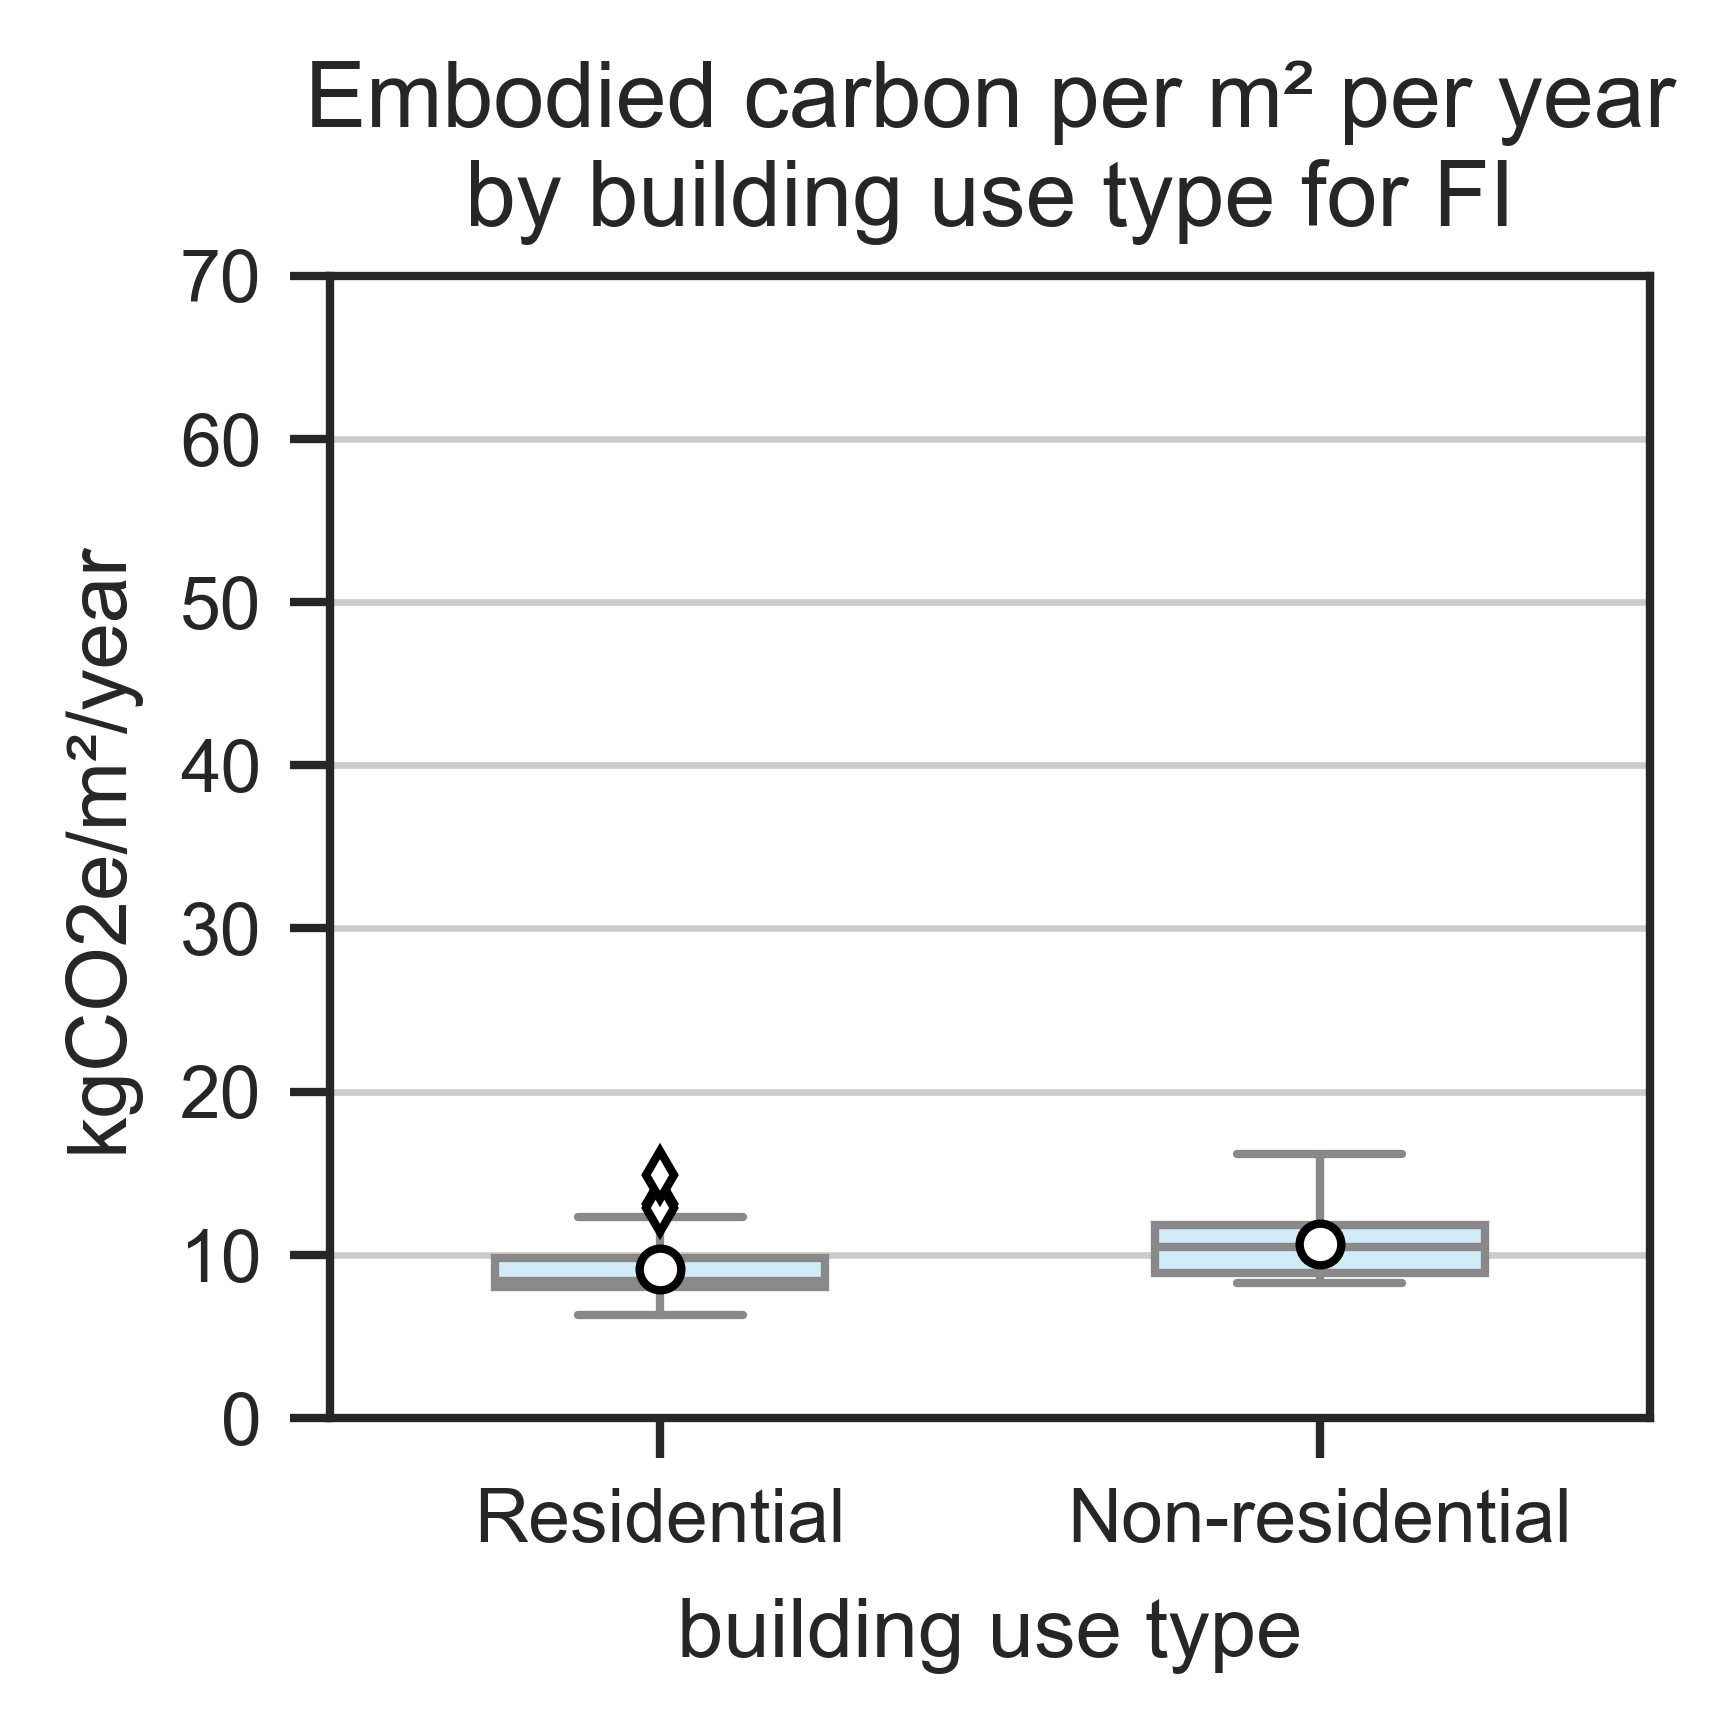 Embodied carbon per m² per year
by building use type for FI
70
60
50
40
30
20
10
0
kgCO2e/m²/year
Residential
Non-residential
building use type